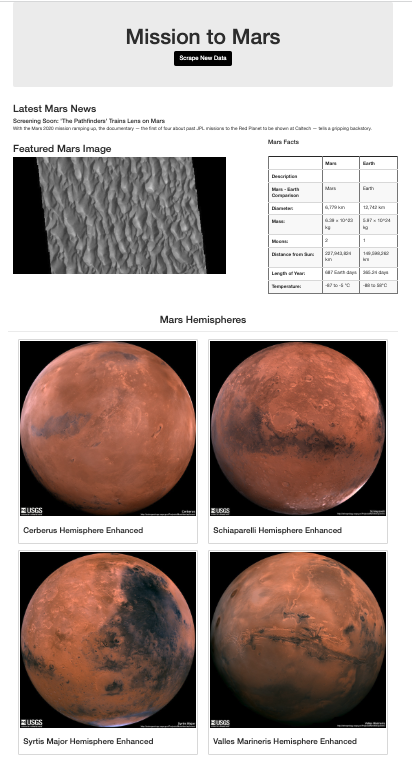 Mission to Mars
Scrape New Data
Latest Mars News
Screening Soon: 'The Pathfinders' Trains Lens on Mars
With the Mars 2020 mission ramping up, the documentary — the first of four about past JPL missions to the Red Planet to be shown at Caltech — tells a gripping backstory.
Featured Mars Image
Mars Facts
Mars Earth
Description
Mars - Earth Comparison Mars Earth
Diameter: 6,779 km 12,742 km
Mass: 6.39 × 10^23 kg 5.97 × 10^24 kg
Moons: 2 1
Distance from Sun: 227,943,824 km 149,598,262 km
Length of Year: 687 Earth days 365.24 days
Temperature: -87 to -5 °C -88 to 58°C
Mars Hemispheres
USGS
Cerberus
Cerberus Hemisphere Enhanced
USGS
Schiaparelli
Schiaparelli Hemisphere Enhanced
USGS
Syrtis Major
Syrtis Major Hemisphere Enhanced
USGS
Valles Marineris
Valles Marineris Hemisphere Enhanced